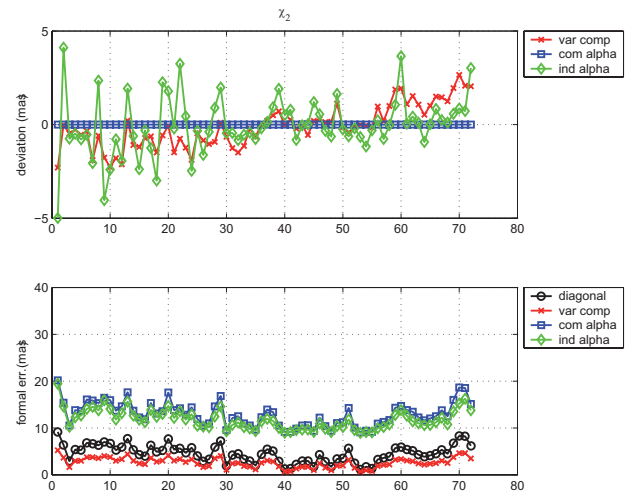 χ2
5
0
−5
deviation (mas)
0 10 20 30 40 50 60 70 80
var comp
com alpha
ind alpha
40
30
20
10
0
formal err.(mas)
0 10 20 30 40 50 60 70 80
diagonal
var comp
com alpha
ind alpha